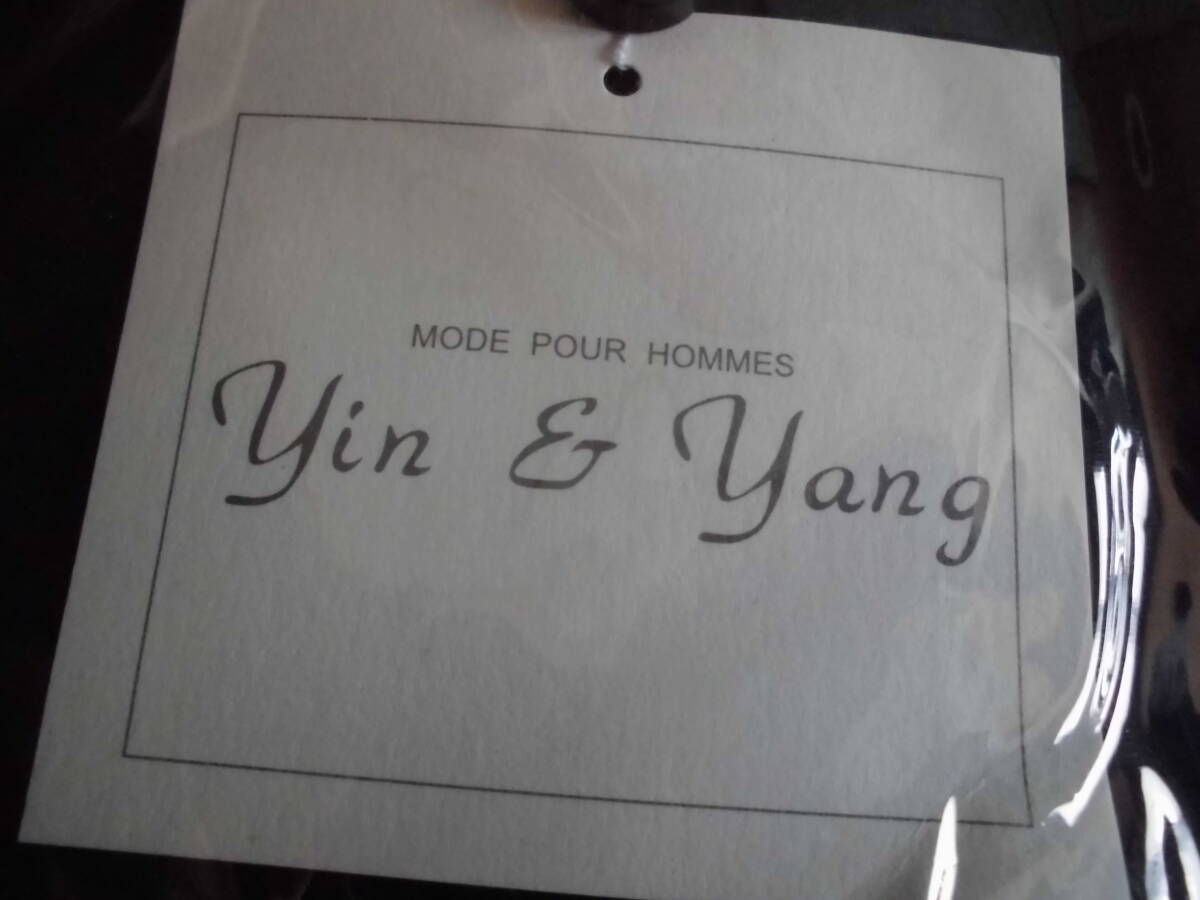 MODE POUR HOMMES
Yin & Yang